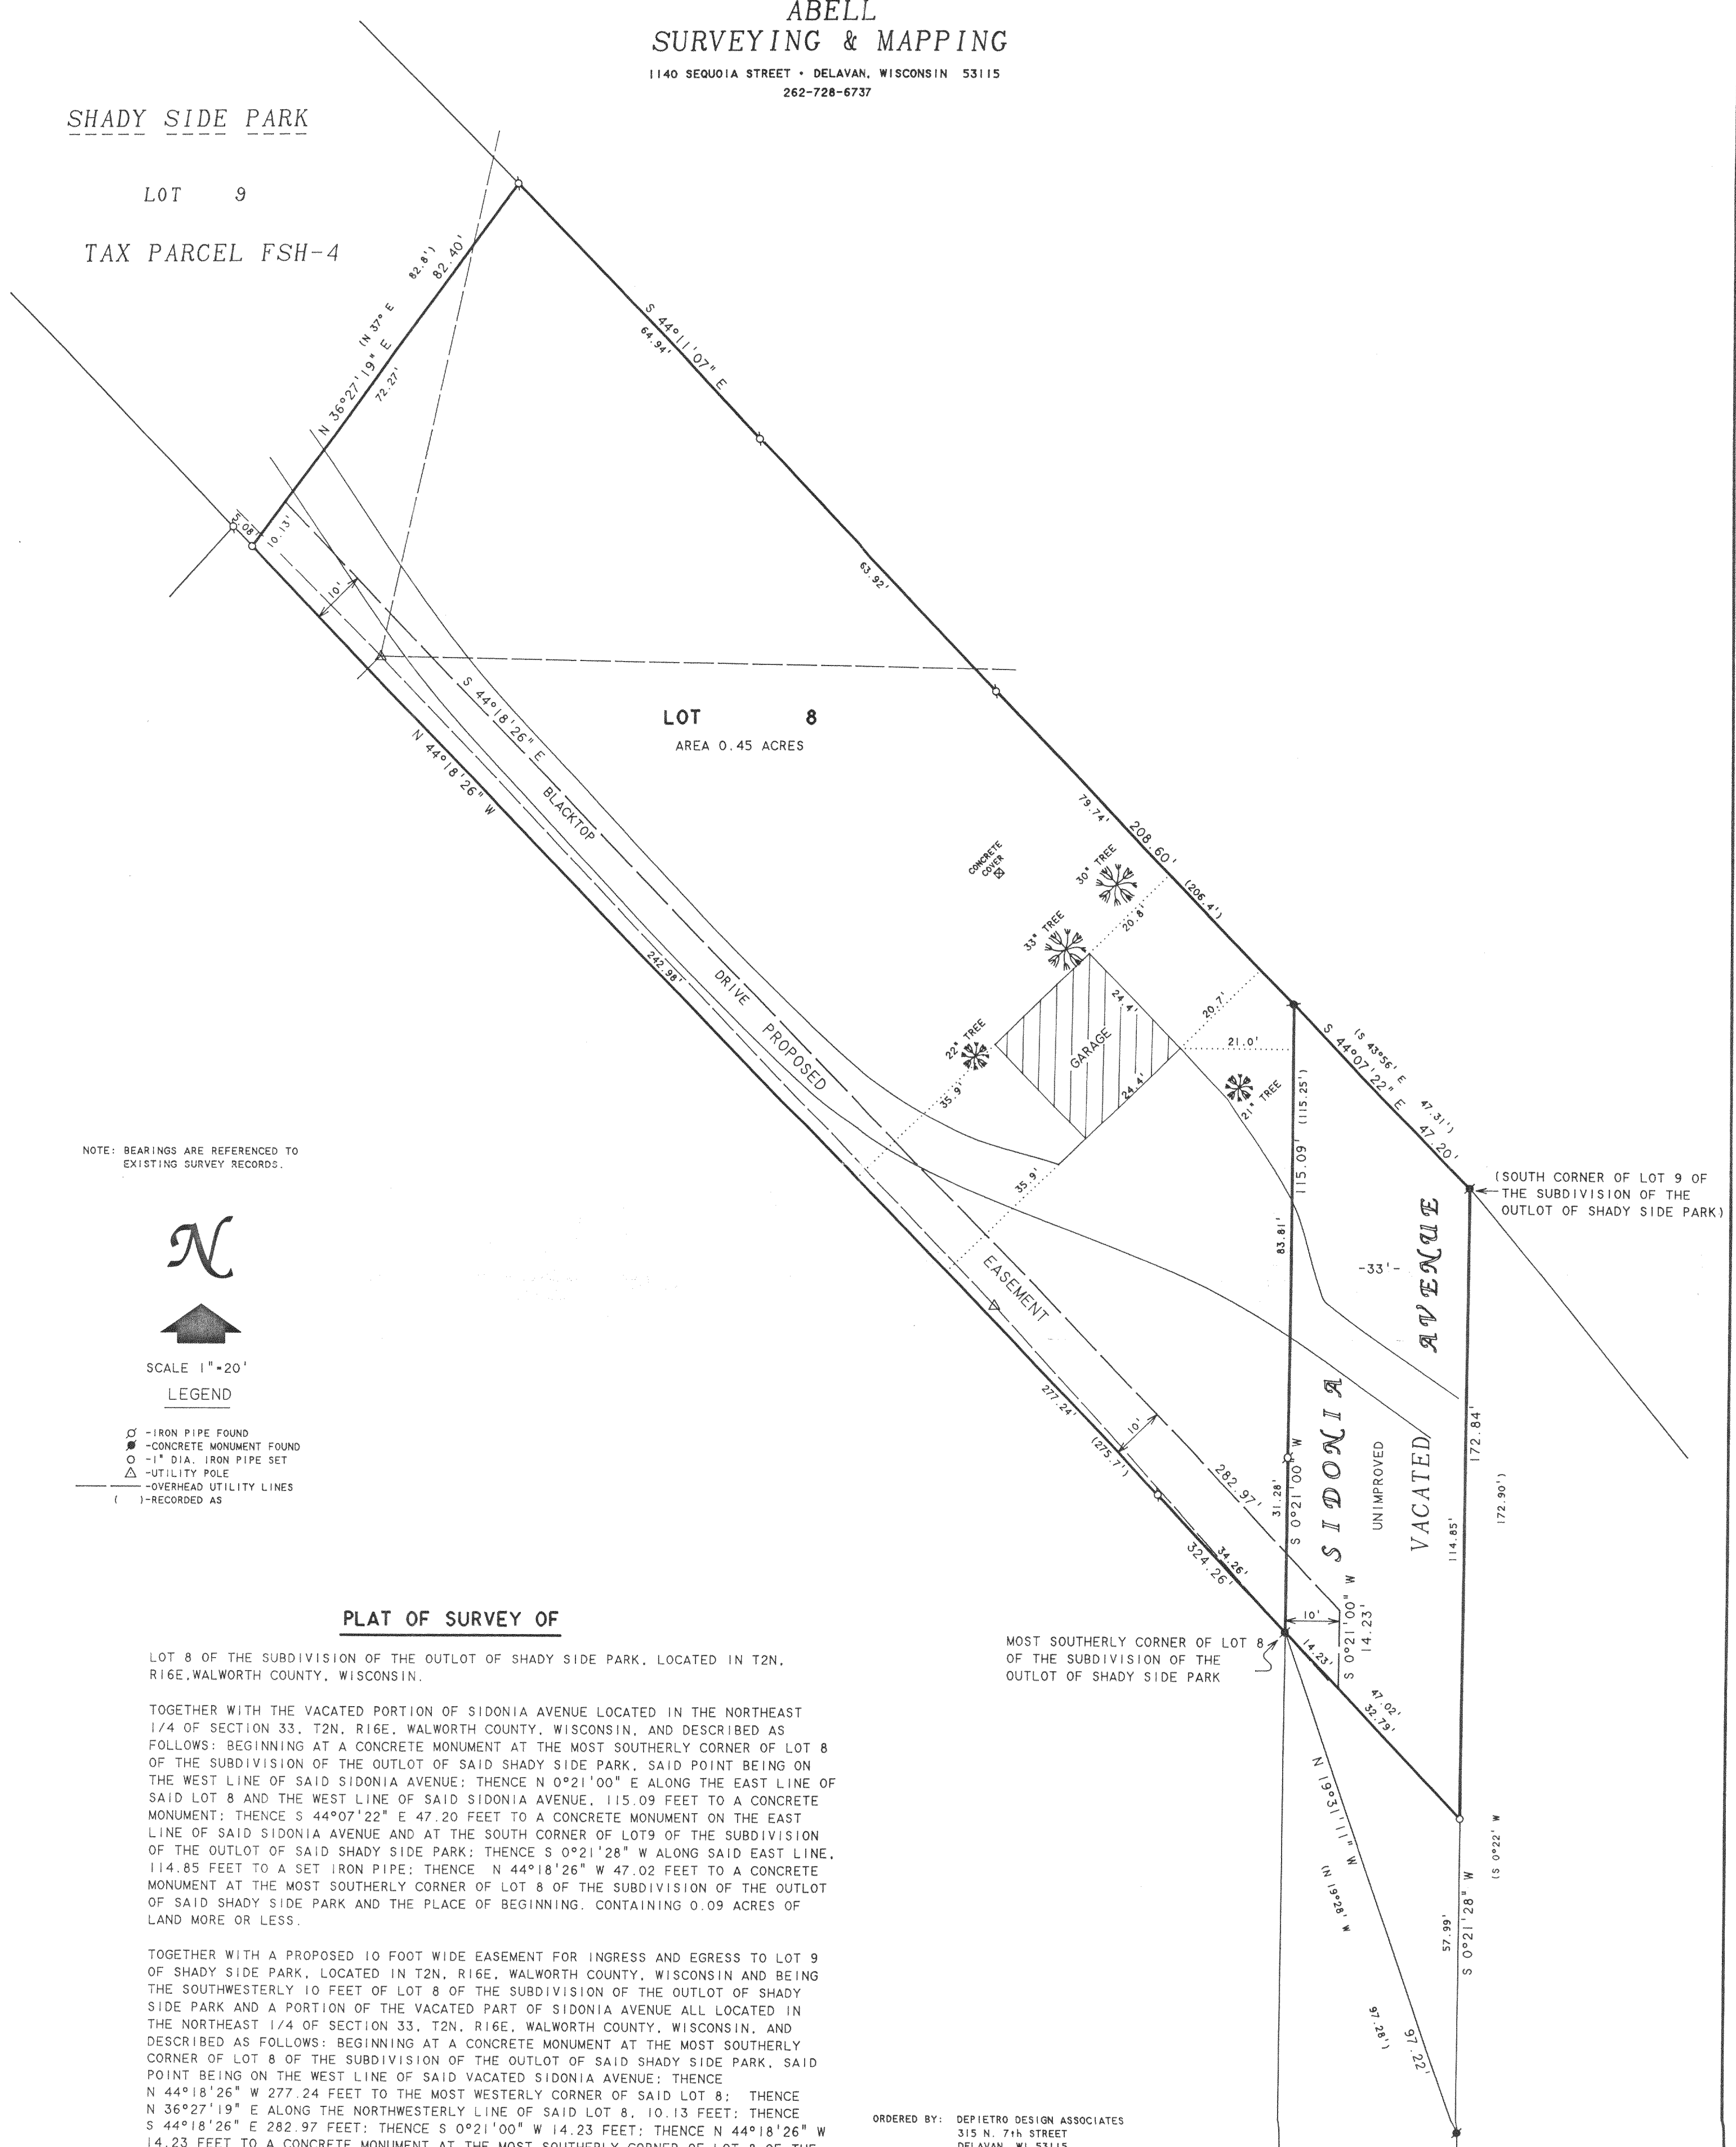 ABELL
SURVEYING & MAPPING
1140 SEQUOIA STREET • DELAVAN, WISCONSIN 53115
262-728-6737
SHADY SIDE PARK
LOT 9
TAX PARCEL FSH-4
(N 37° E 82.8')
N 36°27'19" E 82.40'
72.27'
10.13'
3.08'
10'
S 44°11'07" E
64.94'
63.92'
79.74'
208.60'
(206.4')
LOT 8
AREA 0.45 ACRES
S 44°18'26" E
N 44°18'26" W
BLACKTOP
DRIVE
PROPOSED
EASEMENT
242.98'
CONCRETE
COVER
30" TREE
33" TREE
22" TREE
21" TREE
20.8'
20.7'
21.0'
24.4'
GARAGE
24.4'
35.9'
35.9'
(S 43°56' E 47.31')
S 44°07'22" E 47.20'
(SOUTH CORNER OF LOT 9 OF
THE SUBDIVISION OF THE
OUTLOT OF SHADY SIDE PARK)
115.09' (115.25')
83.81'
31.28'
S 0°21'00" W
-33'-
SIDONIA AVENUE
UNIMPROVED
VACATED
172.84'
172.90')
114.85'
277.24'
(275.7')
10'
282.97'
34.26'
324.26'
10'
S 0°21'00" W
14.23'
14.23'
47.02'
32.79'
MOST SOUTHERLY CORNER OF LOT 8
OF THE SUBDIVISION OF THE
OUTLOT OF SHADY SIDE PARK
N 19°31'11" W
(N 19°28' W
97.28')
97.22'
57.99'
S 0°21'28" W
(S 0°22' W
NOTE: BEARINGS ARE REFERENCED TO
EXISTING SURVEY RECORDS.
N
SCALE 1"=20'
LEGEND
-IRON PIPE FOUND
-CONCRETE MONUMENT FOUND
-1" DIA. IRON PIPE SET
-UTILITY POLE
-OVERHEAD UTILITY LINES
( )-RECORDED AS
PLAT OF SURVEY OF
LOT 8 OF THE SUBDIVISION OF THE OUTLOT OF SHADY SIDE PARK, LOCATED IN T2N,
R16E,WALWORTH COUNTY, WISCONSIN.
TOGETHER WITH THE VACATED PORTION OF SIDONIA AVENUE LOCATED IN THE NORTHEAST
1/4 OF SECTION 33, T2N, R16E, WALWORTH COUNTY, WISCONSIN, AND DESCRIBED AS
FOLLOWS: BEGINNING AT A CONCRETE MONUMENT AT THE MOST SOUTHERLY CORNER OF LOT 8
OF THE SUBDIVISION OF THE OUTLOT OF SAID SHADY SIDE PARK, SAID POINT BEING ON
THE WEST LINE OF SAID SIDONIA AVENUE; THENCE N 0°21'00" E ALONG THE EAST LINE OF
SAID LOT 8 AND THE WEST LINE OF SAID SIDONIA AVENUE, 115.09 FEET TO A CONCRETE
MONUMENT; THENCE S 44°07'22" E 47.20 FEET TO A CONCRETE MONUMENT ON THE EAST
LINE OF SAID SIDONIA AVENUE AND AT THE SOUTH CORNER OF LOT9 OF THE SUBDIVISION
OF THE OUTLOT OF SAID SHADY SIDE PARK; THENCE S 0°21'28" W ALONG SAID EAST LINE,
114.85 FEET TO A SET IRON PIPE; THENCE N 44°18'26" W 47.02 FEET TO A CONCRETE
MONUMENT AT THE MOST SOUTHERLY CORNER OF LOT 8 OF THE SUBDIVISION OF THE OUTLOT
OF SAID SHADY SIDE PARK AND THE PLACE OF BEGINNING. CONTAINING 0.09 ACRES OF
LAND MORE OR LESS.
TOGETHER WITH A PROPOSED 10 FOOT WIDE EASEMENT FOR INGRESS AND EGRESS TO LOT 9
OF SHADY SIDE PARK, LOCATED IN T2N, R16E, WALWORTH COUNTY, WISCONSIN AND BEING
THE SOUTHWESTERLY 10 FEET OF LOT 8 OF THE SUBDIVISION OF THE OUTLOT OF SHADY
SIDE PARK AND A PORTION OF THE VACATED PART OF SIDONIA AVENUE ALL LOCATED IN
THE NORTHEAST 1/4 OF SECTION 33, T2N, R16E, WALWORTH COUNTY, WISCONSIN, AND
DESCRIBED AS FOLLOWS: BEGINNING AT A CONCRETE MONUMENT AT THE MOST SOUTHERLY
CORNER OF LOT 8 OF THE SUBDIVISION OF THE OUTLOT OF SAID SHADY SIDE PARK, SAID
POINT BEING ON THE WEST LINE OF SAID VACATED SIDONIA AVENUE; THENCE
N 44°18'26" W 277.24 FEET TO THE MOST WESTERLY CORNER OF SAID LOT 8; THENCE
N 36°27'19" E ALONG THE NORTHWESTERLY LINE OF SAID LOT 8, 10.13 FEET; THENCE
S 44°18'26" E 282.97 FEET; THENCE S 0°21'00" W 14.23 FEET; THENCE N 44°18'26" W
14.23 FEET TO A CONCRETE MONUMENT AT THE MOST SOUTHERLY CORNER OF LOT 8 OF THE
ORDERED BY: DEPIETRO DESIGN ASSOCIATES
315 N. 7th STREET
DELAVAN, WI 53115